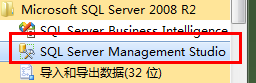 Microsoft SQL Server 2008 R2
SQL Server Business Intelligence
SQL Server Management Studio
导入和导出数据(32 位)